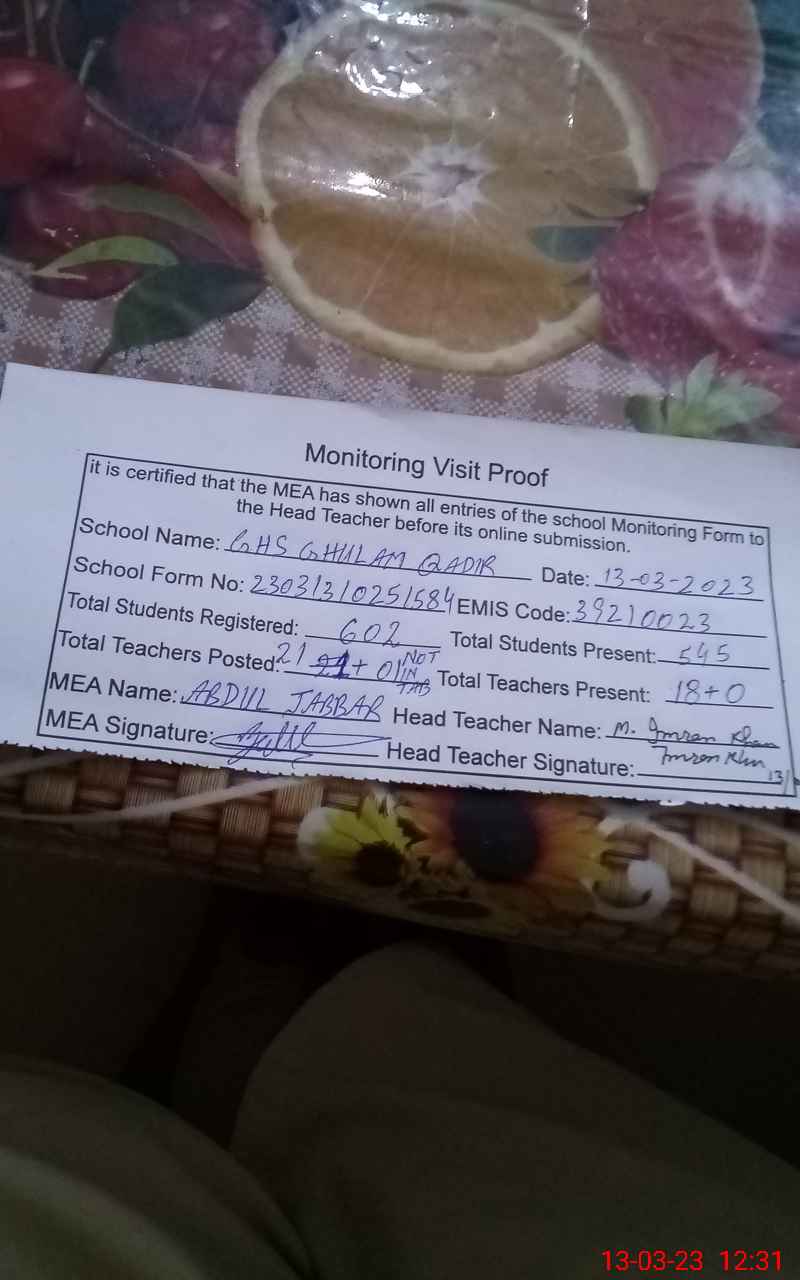 Monitoring Visit Proof
it is certified that the MEA has shown all entries of the school Monitoring Form to
the Head Teacher before its online submission.
School Name: GHS GHULAM QADIR Date: 13-03-2023
School Form No: 23031310251584 EMIS Code: 39210023
Total Students Registered: 602 Total Students Present: 545
Total Teachers Posted: 21 + 01 NOT IN TAB Total Teachers Present: 18+0
MEA Name: ABDUL JABBAR Head Teacher Name: M. Imran Khan
MEA Signature: Head Teacher Signature: Imran Khan 13/
13-03-23 12:31